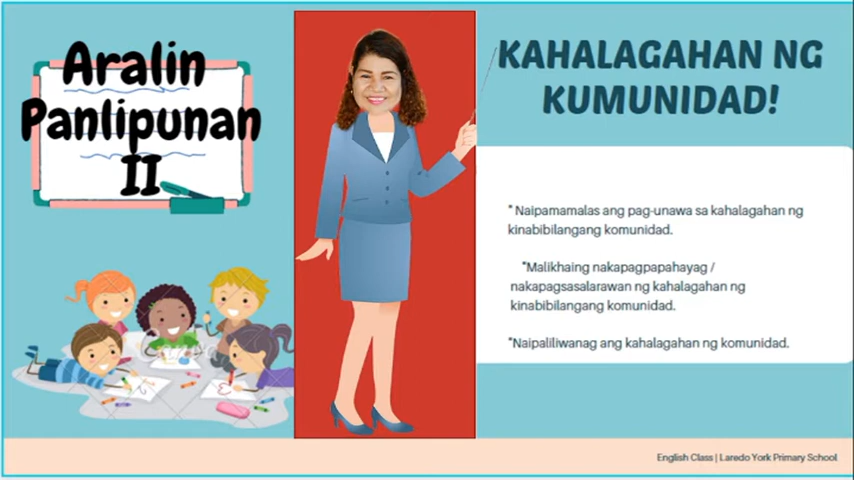 Aralin
Panlipunan
II
KAHALAGAHAN NG
KUMUNIDAD!
* Naipamamalas ang pag-unawa sa kahalagahan ng
kinabibilangang komunidad.
*Malikhaing nakapagpapahayag /
nakapagsasalarawan ng kahalagahan ng
kinabibilangang komunidad.
*Naipaliliwanag ang kahalagahan ng komunidad.
English Class | Laredo York Primary School